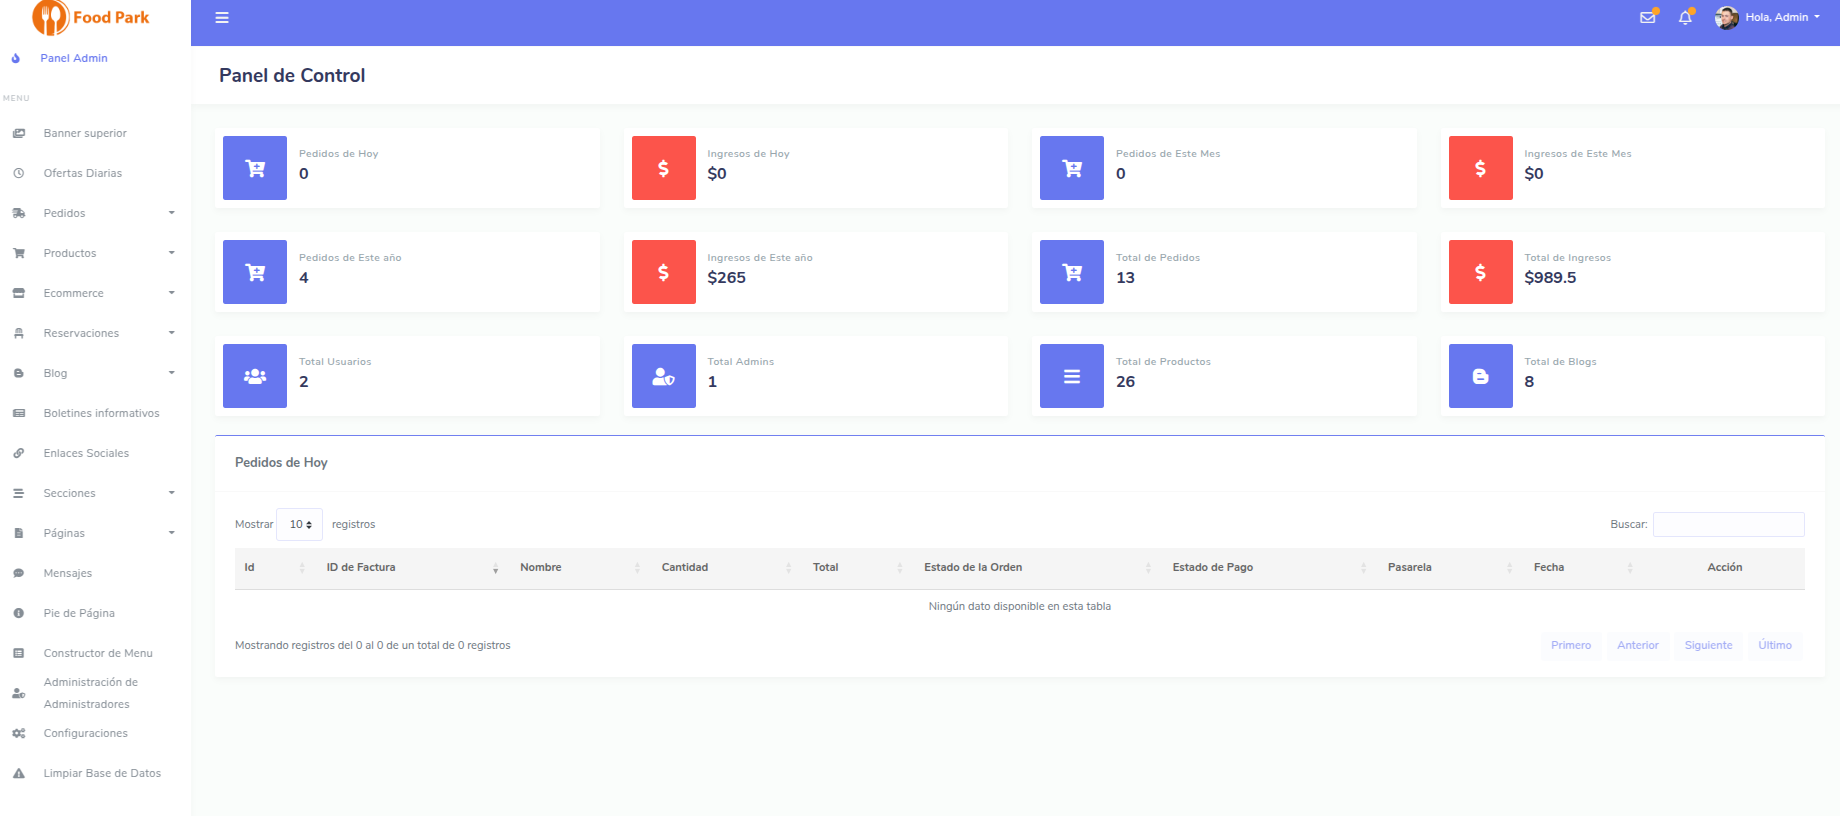 Food Park
Hola, Admin
Panel Admin
MENU
Banner superior
Ofertas Diarias
Pedidos
Productos
Ecommerce
Reservaciones
Blog
Boletines informativos
Enlaces Sociales
Secciones
Páginas
Mensajes
Pie de Página
Constructor de Menu
Administración de
Administradores
Configuraciones
Limpiar Base de Datos
Panel de Control
Pedidos de Hoy
0
Ingresos de Hoy
$0
Pedidos de Este Mes
0
Ingresos de Este Mes
$0
Pedidos de Este año
4
Ingresos de Este año
$265
Total de Pedidos
13
Total de Ingresos
$989.5
Total Usuarios
2
Total Admins
1
Total de Productos
26
Total de Blogs
8
Pedidos de Hoy
Mostrar 10 registros
Buscar:
Id ID de Factura Nombre Cantidad Total Estado de la Orden Estado de Pago Pasarela Fecha Acción
Ningún dato disponible en esta tabla
Mostrando registros del 0 al 0 de un total de 0 registros
Primero Anterior Siguiente Último